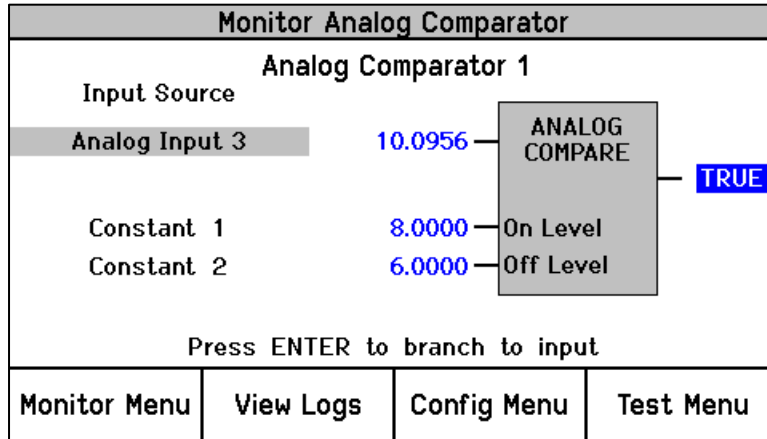 Monitor Analog Comparator
Analog Comparator 1
Input Source
Analog Input 3 10.0956 ANALOG COMPARE
TRUE
Constant 1 8.0000 On Level
Constant 2 6.0000 Off Level
Press ENTER to branch to input
Monitor Menu View Logs Config Menu Test Menu